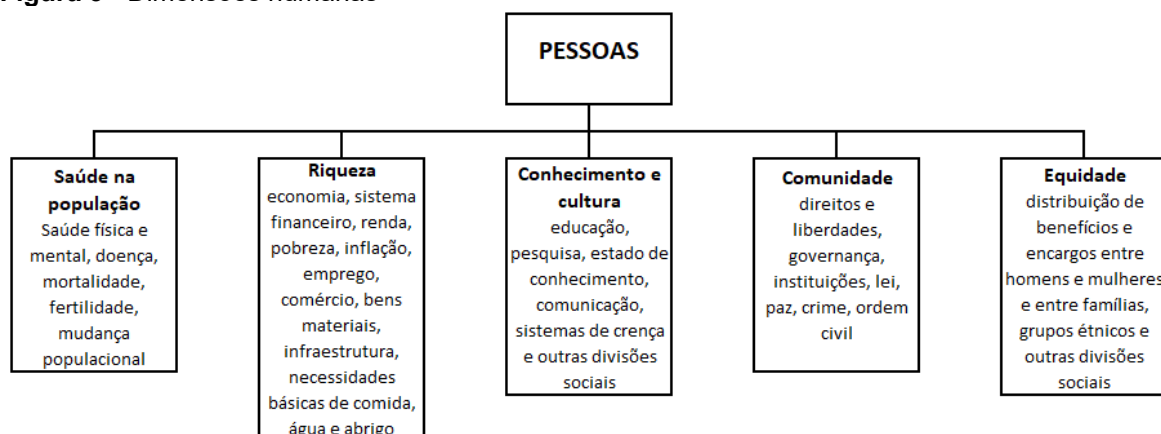 PESSOAS
Saúde na
população
Saúde física e
mental, doença,
mortalidade,
fertilidade,
mudança
populacional
Riqueza
economia, sistema
financeiro, renda,
pobreza, inflação,
emprego,
comércio, bens
materiais,
infraestrutura,
necessidades
básicas de comida,
água e abrigo
Conhecimento e
cultura
educação,
pesquisa, estado de
conhecimento,
comunicação,
sistemas de crença
e outras divisões
sociais
Comunidade
direitos e
liberdades,
governança,
instituições, lei,
paz, crime, ordem
civil
Equidade
distribuição de
benefícios e
encargos entre
homens e mulheres
e entre famílias,
grupos étnicos e
outras divisões
sociais